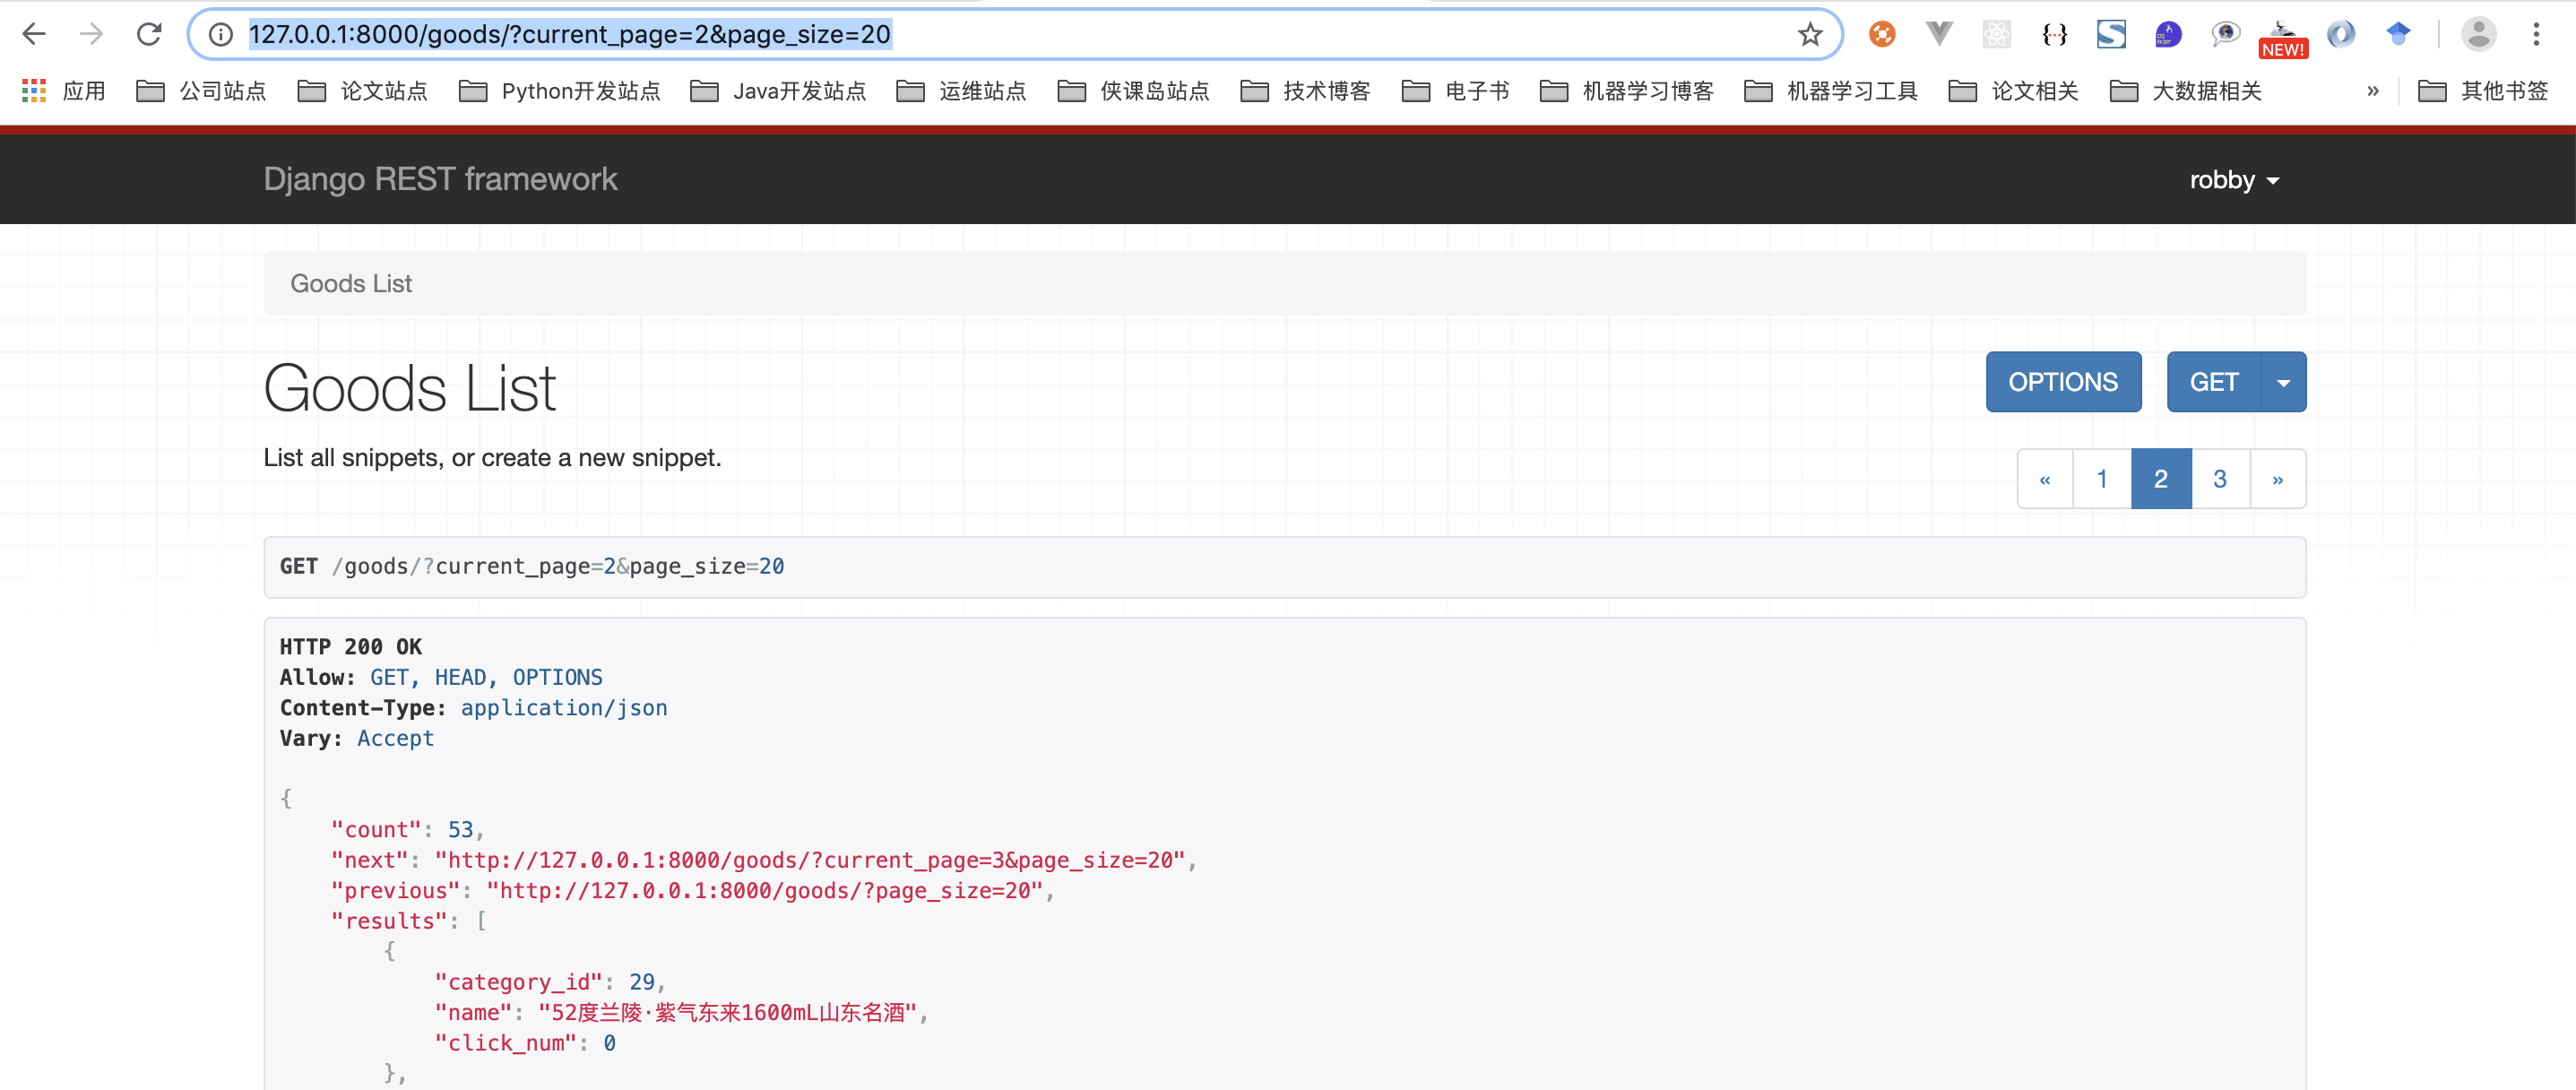 127.0.0.1:8000/goods/?current_page=2&page_size=20
NEW!
应用 公司站点 论文站点 Python开发站点 Java开发站点 运维站点 侠课岛站点 技术博客 电子书 机器学习博客 机器学习工具 论文相关 大数据相关 » 其他书签
Django REST framework robby
Goods List
Goods List OPTIONS GET
List all snippets, or create a new snippet.
« 1 2 3 »
GET /goods/?current_page=2&page_size=20
HTTP 200 OK
Allow: GET, HEAD, OPTIONS
Content-Type: application/json
Vary: Accept
{
"count": 53,
"next": "http://127.0.0.1:8000/goods/?current_page=3&page_size=20",
"previous": "http://127.0.0.1:8000/goods/?page_size=20",
"results": [
{
"category_id": 29,
"name": "52度兰陵·紫气东来1600mL山东名酒",
"click_num": 0
},